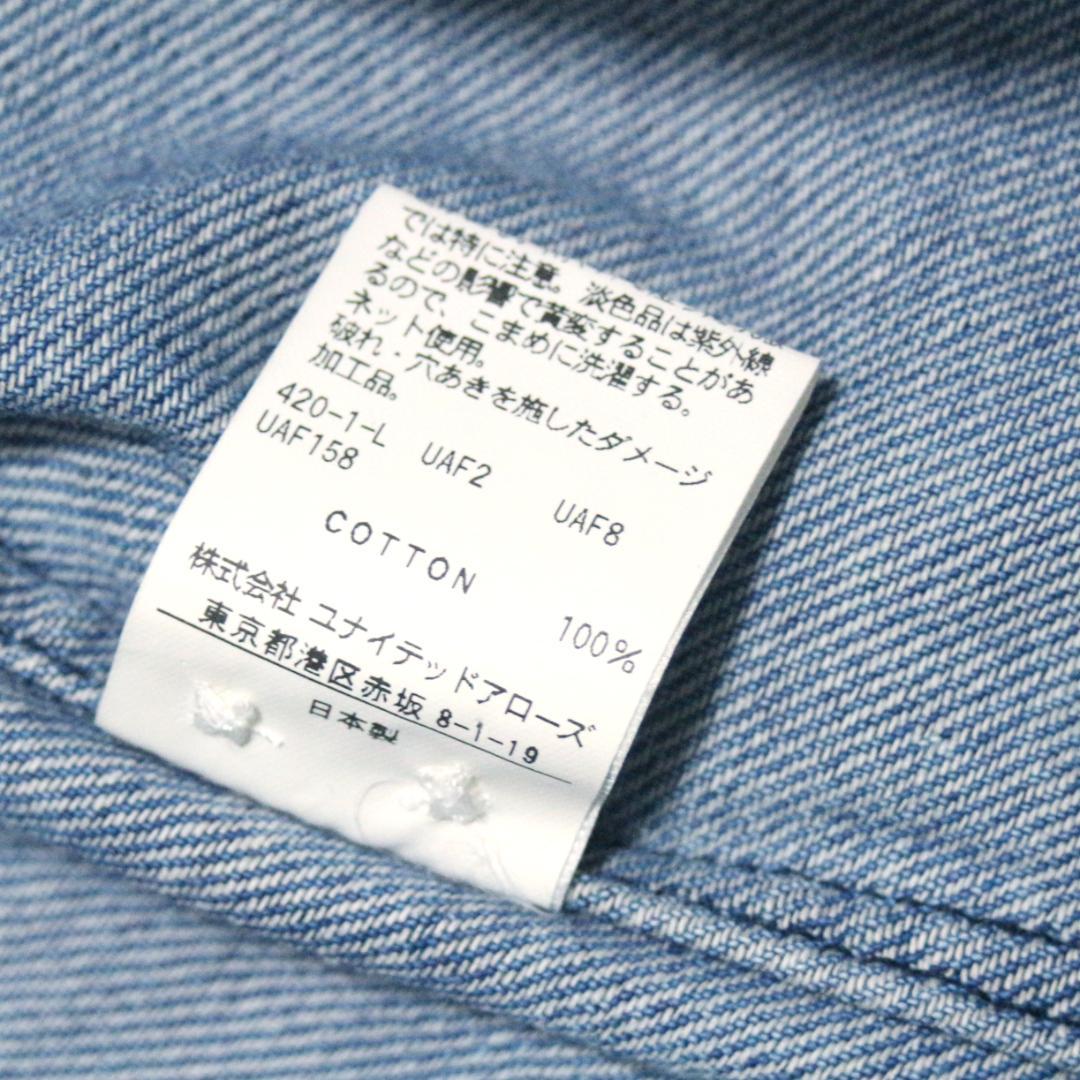 では特に注意。淡色品は紫外線
などの影響で黄変することがあ
るので、こまめに洗濯する。
ネット使用。
破れ・穴あきを施したダメージ
加工品。
420-1-L UAF2 UAF8
UAF158
COTTON 100%
株式会社 ユナイテッドアローズ
東京都港区赤坂 8-1-19
日本製